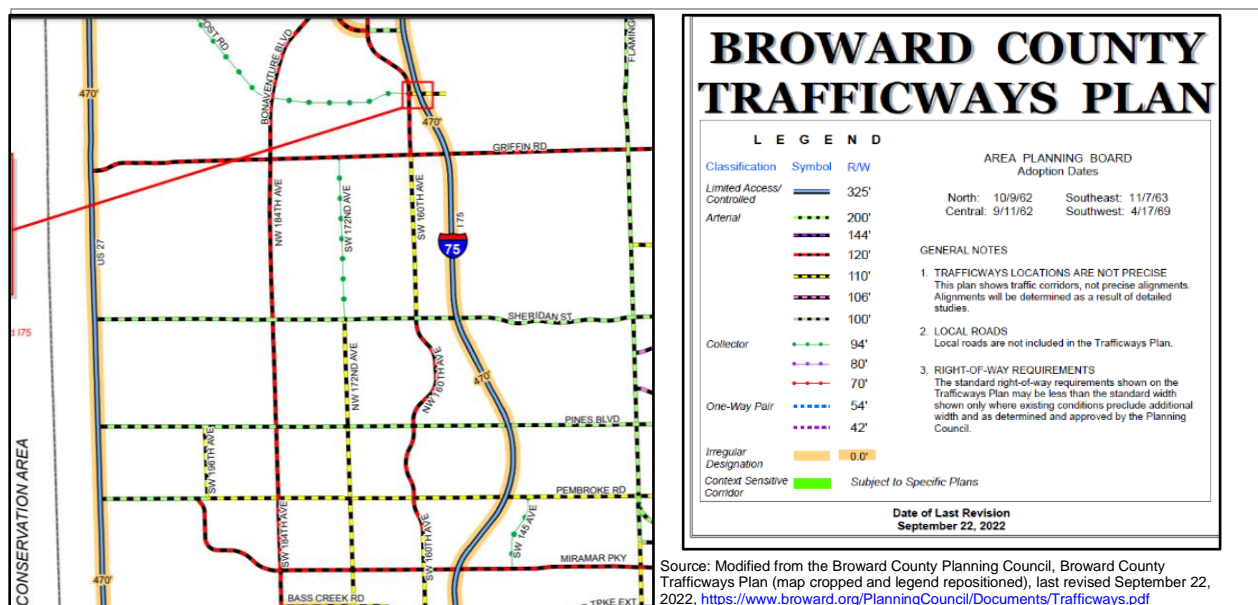 OST RD
BONAVENTURE BLVD
FLAMING
470'
470'
GRIFFIN RD
NW 184TH AVE
SW 172ND AVE
SW 160TH AVE
I 75
US 27
75
d I75
SHERIDAN ST
NW 172ND AVE
NW 160TH AVE
470'
PINES BLVD
SW 196TH AVE
PEMBROKE RD
CONSERVATION AREA
SW 184TH AVE
SW 160TH AVE
SW 145 AVE
MIRAMAR PKY
470'
BASS CREEK RD
TPKE EXT
BROWARD COUNTY
TRAFFICWAYS PLAN
L E G E N D
Classification Symbol R/W
Limited Access/
Controlled 325'
Arterial 200'
144'
120'
110'
106'
100'
Collector 94'
80'
70'
One-Way Pair 54'
42'
Irregular
Designation 0.0'
Context Sensitive
Corridor Subject to Specific Plans
AREA PLANNING BOARD
Adoption Dates
North: 10/9/62 Southeast: 11/7/63
Central: 9/11/62 Southwest: 4/17/69
GENERAL NOTES
1. TRAFFICWAYS LOCATIONS ARE NOT PRECISE
This plan shows traffic corridors, not precise alignments.
Alignments will be determined as a result of detailed
studies.
2. LOCAL ROADS
Local roads are not included in the Trafficways Plan.
3. RIGHT-OF-WAY REQUIREMENTS
The standard right-of-way requirements shown on the
Trafficways Plan may be less than the standard width
shown only where existing conditions preclude additional
width and as determined and approved by the Planning
Council.
Date of Last Revision
September 22, 2022
Source: Modified from the Broward County Planning Council, Broward County
Trafficways Plan (map cropped and legend repositioned), last revised September 22,
2022, https://www.broward.org/PlanningCouncil/Documents/Trafficways.pdf